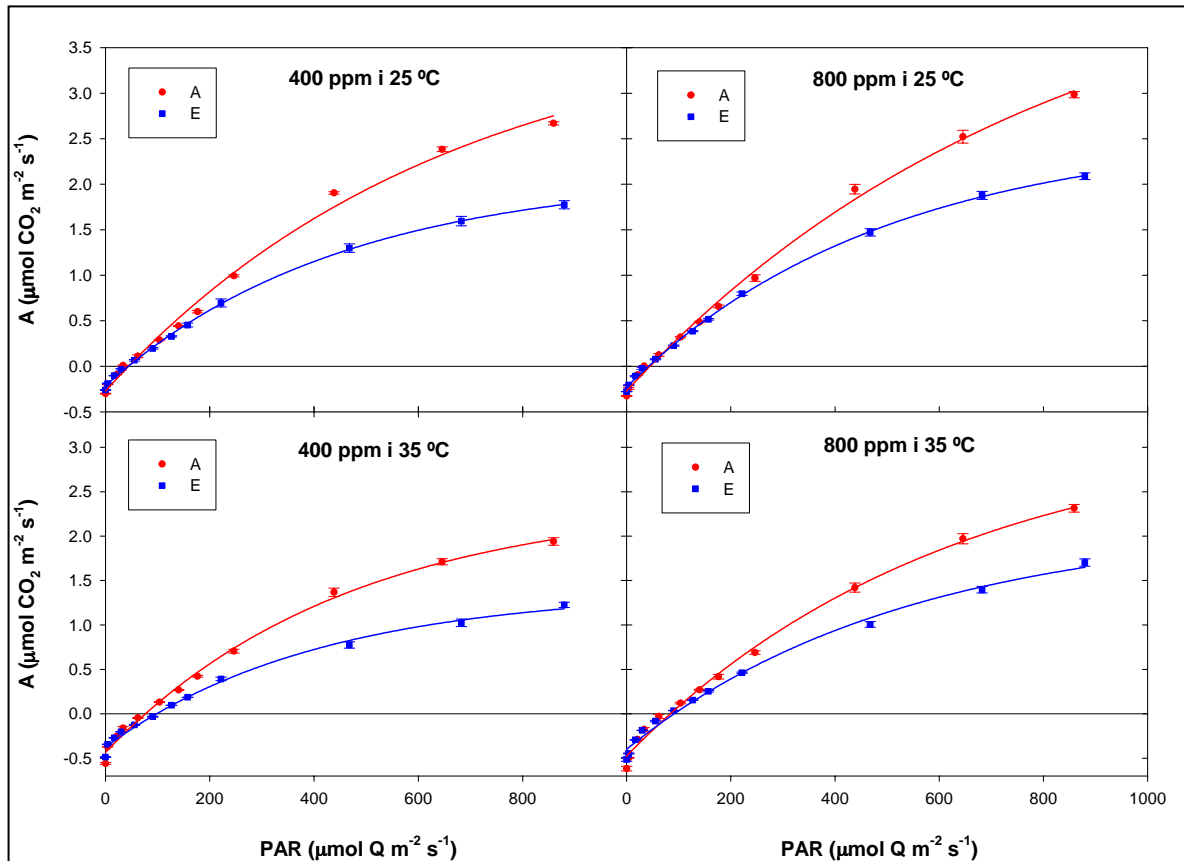 400 ppm i 25 ºC
A
E
3.5
3.0
2.5
2.0
1.5
1.0
0.5
0.0
-0.5
A (μmol CO2 m-2 s-1)
800 ppm i 25 ºC
A
E
400 ppm i 35 ºC
A
E
3.0
2.5
2.0
1.5
1.0
0.5
0.0
-0.5
A (μmol CO2 m-2 s-1)
0 200 400 600 800
PAR (μmol Q m-2 s-1)
800 ppm i 35 ºC
A
E
0 200 400 600 800 1000
PAR (μmol Q m-2 s-1)